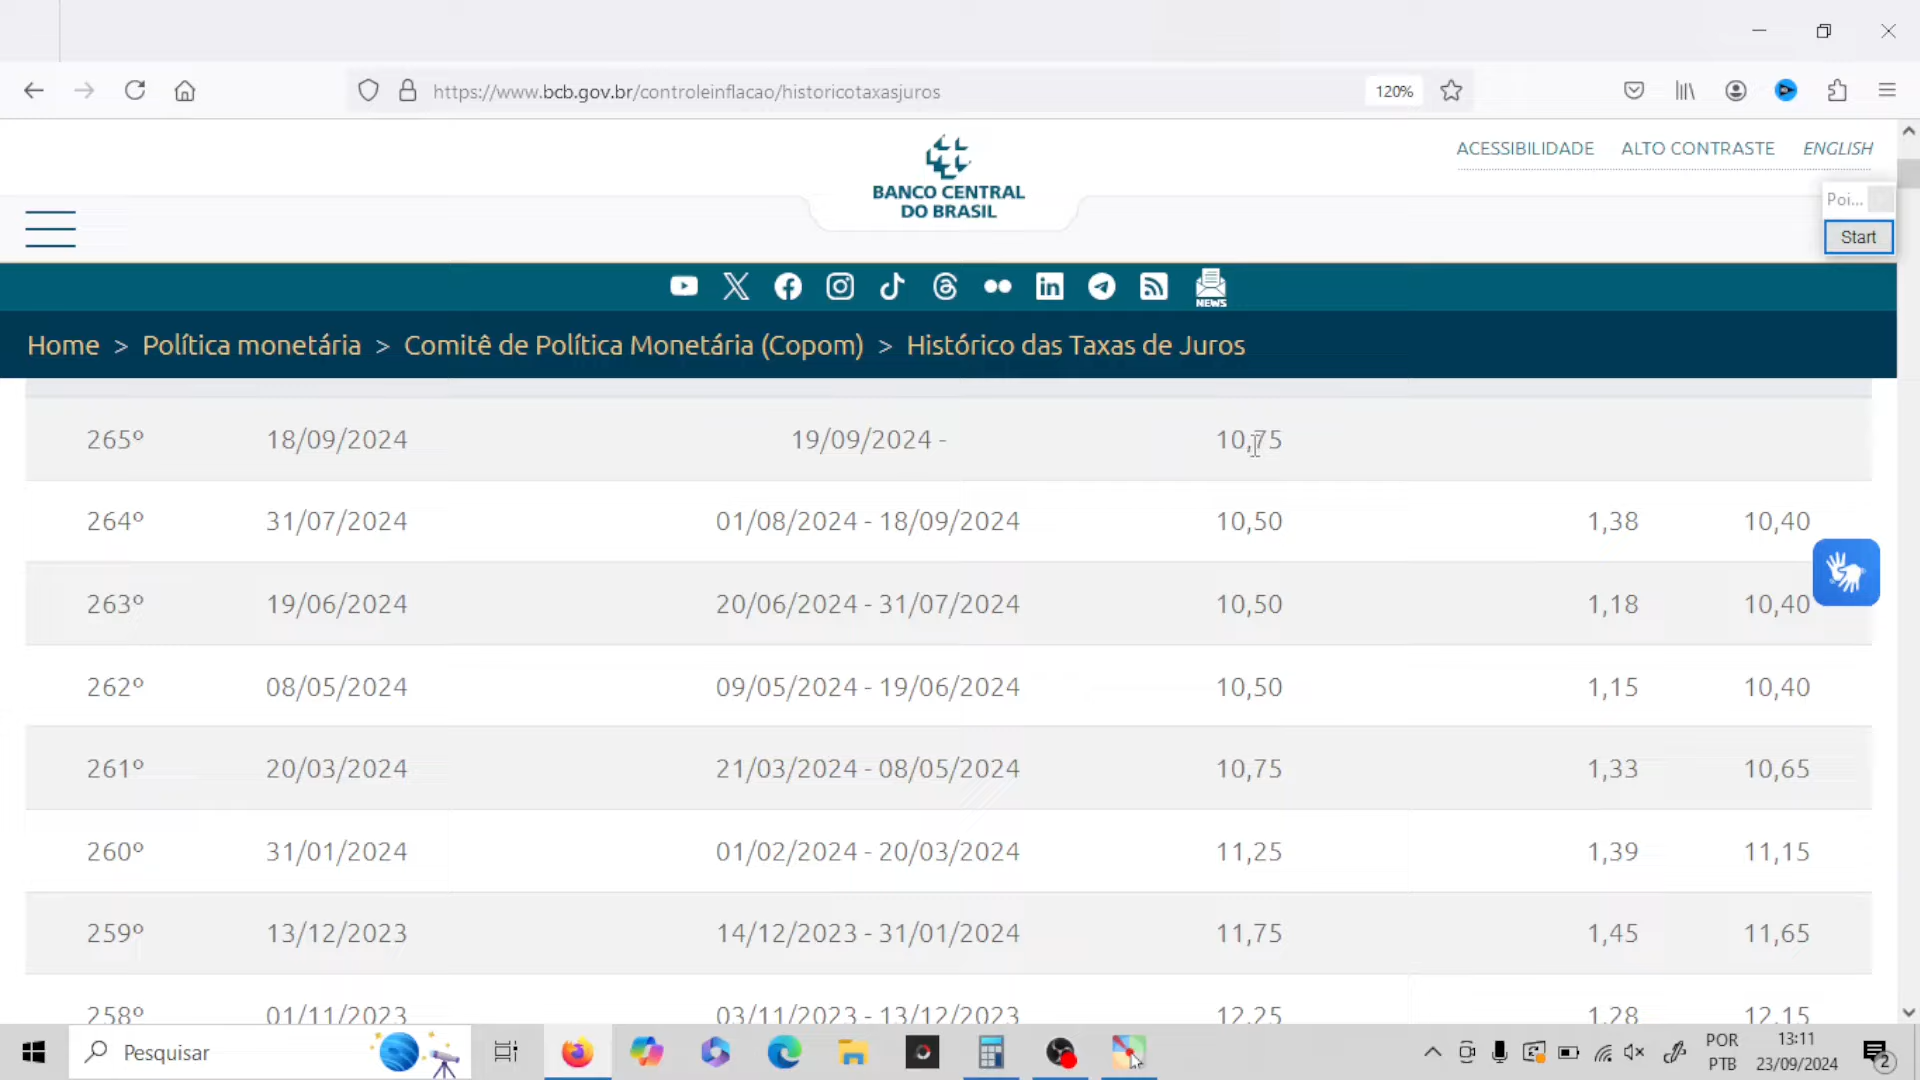 https://www.bcb.gov.br/controleinflacao/historicotaxasjuros 120%
ACESSIBILIDADE ALTO CONTRASTE ENGLISH
BANCO CENTRAL
DO BRASIL
Poi...
Start
NEWS
Home > Política monetária > Comitê de Política Monetária (Copom) > Histórico das Taxas de Juros
265º 18/09/2024 19/09/2024 - 10,75
264º 31/07/2024 01/08/2024 - 18/09/2024 10,50 1,38 10,40
263º 19/06/2024 20/06/2024 - 31/07/2024 10,50 1,18 10,40
262º 08/05/2024 09/05/2024 - 19/06/2024 10,50 1,15 10,40
261º 20/03/2024 21/03/2024 - 08/05/2024 10,75 1,33 10,65
260º 31/01/2024 01/02/2024 - 20/03/2024 11,25 1,39 11,15
259º 13/12/2023 14/12/2023 - 31/01/2024 11,75 1,45 11,65
258º 01/11/2023 03/11/2023 - 13/12/2023 12,25 1,28 12,15
Pesquisar
POR 13:11
PTB 23/09/2024 2